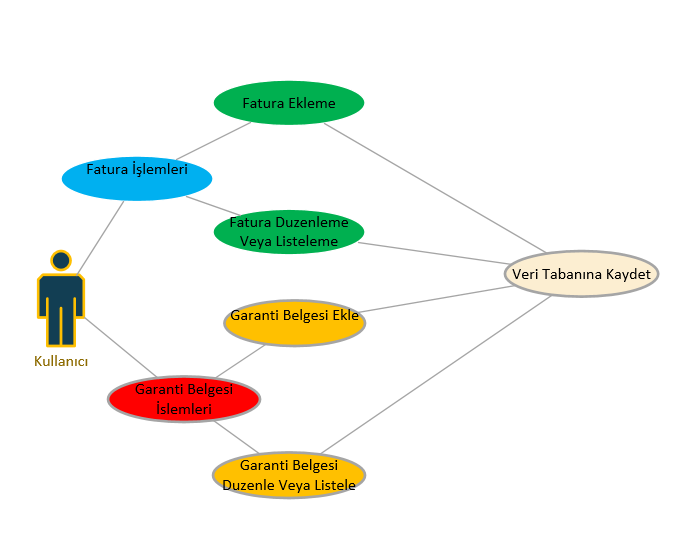 Fatura Ekleme
Fatura İşlemleri
Fatura Duzenleme
Veya Listeleme
Veri Tabanına Kaydet
Garanti Belgesi Ekle
Kullanıcı
Garanti Belgesi
İslemleri
Garanti Belgesi
Duzenle Veya Listele